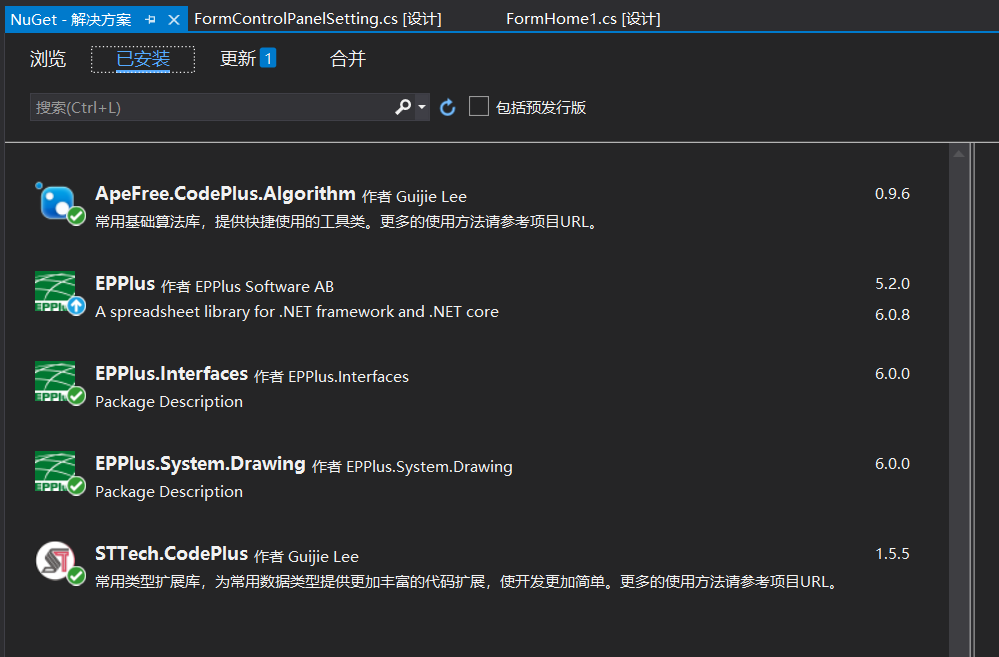 NuGet - 解决方案 FormControlPanelSetting.cs [设计] FormHome1.cs [设计]
浏览 已安装 更新 1 合并
搜索(Ctrl+L) 包括预发行版
ApeFree.CodePlus.Algorithm 作者 Guijie Lee 0.9.6
常用基础算法库，提供快捷使用的工具类。更多的使用方法请参考项目URL。
EPPlus 作者 EPPlus Software AB 5.2.0
A spreadsheet library for .NET framework and .NET core 6.0.8
EPPlus.Interfaces 作者 EPPlus.Interfaces 6.0.0
Package Description
EPPlus.System.Drawing 作者 EPPlus.System.Drawing 6.0.0
Package Description
STTech.CodePlus 作者 Guijie Lee 1.5.5
常用类型扩展库，为常用数据类型提供更加丰富的代码扩展，使开发更加简单。更多的使用方法请参考项目URL。